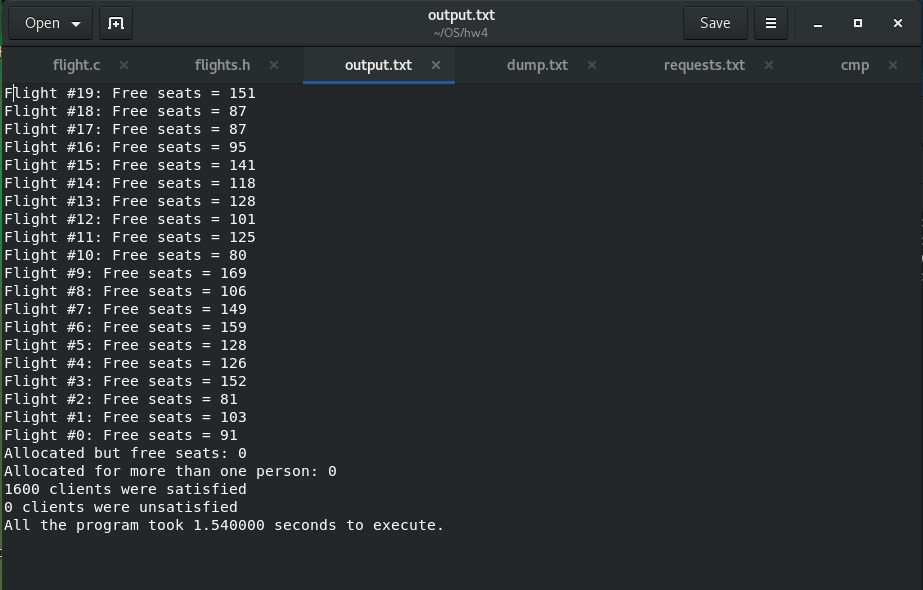 Open
output.txt
~/OS/hw4
Save
flight.c
flights.h
output.txt
dump.txt
requests.txt
cmp
Flight #19: Free seats = 151
Flight #18: Free seats = 87
Flight #17: Free seats = 87
Flight #16: Free seats = 95
Flight #15: Free seats = 141
Flight #14: Free seats = 118
Flight #13: Free seats = 128
Flight #12: Free seats = 101
Flight #11: Free seats = 125
Flight #10: Free seats = 80
Flight #9: Free seats = 169
Flight #8: Free seats = 106
Flight #7: Free seats = 149
Flight #6: Free seats = 159
Flight #5: Free seats = 128
Flight #4: Free seats = 126
Flight #3: Free seats = 152
Flight #2: Free seats = 81
Flight #1: Free seats = 103
Flight #0: Free seats = 91
Allocated but free seats: 0
Allocated for more than one person: 0
1600 clients were satisfied
0 clients were unsatisfied
All the program took 1.540000 seconds to execute.